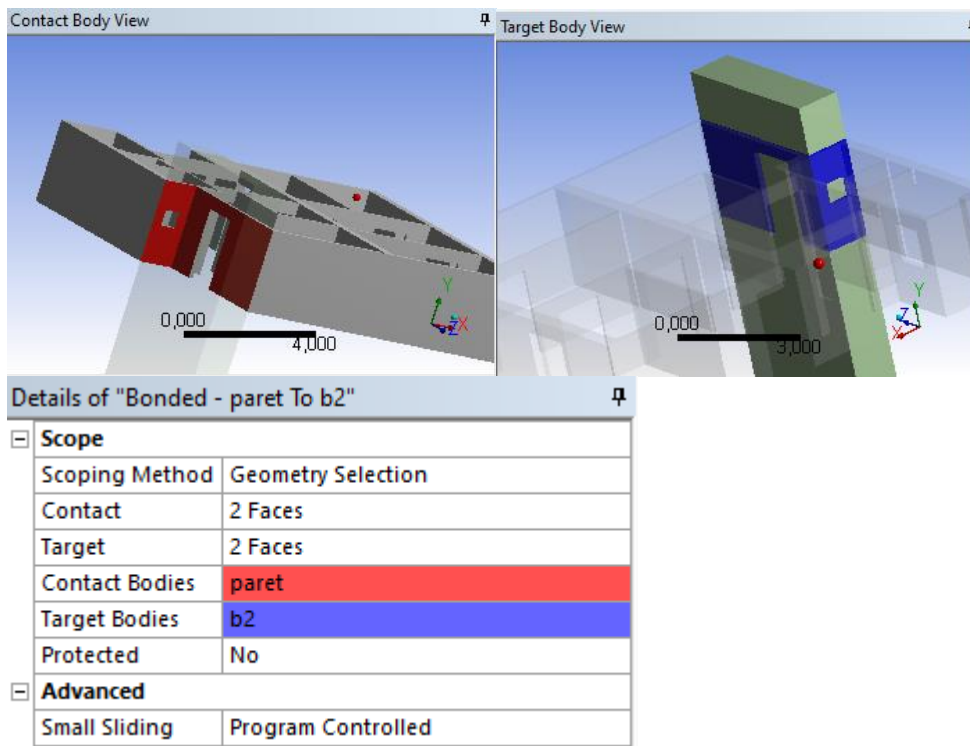 Contact Body View
Target Body View
Y
X
Z
0,000
4,000
Y
Z
X
0,000
3,000
Details of "Bonded - paret To b2"
Scope
Scoping Method Geometry Selection
Contact 2 Faces
Target 2 Faces
Contact Bodies paret
Target Bodies b2
Protected No
Advanced
Small Sliding Program Controlled